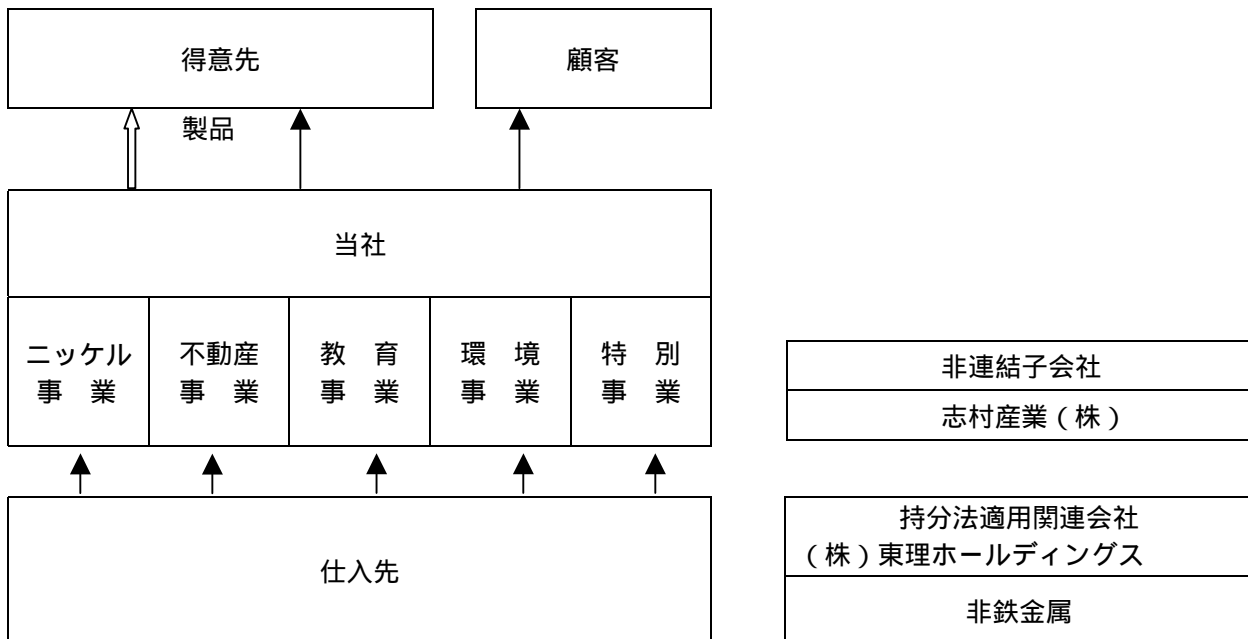 得意先
顧客
製品
当社
ニッケル
事 業
不動産
事 業
教 育
事 業
環 境
事 業
特 別
事 業
非連結子会社
志村産業(株)
仕入先
持分法適用関連会社
(株)東理ホールディングス
非鉄金属